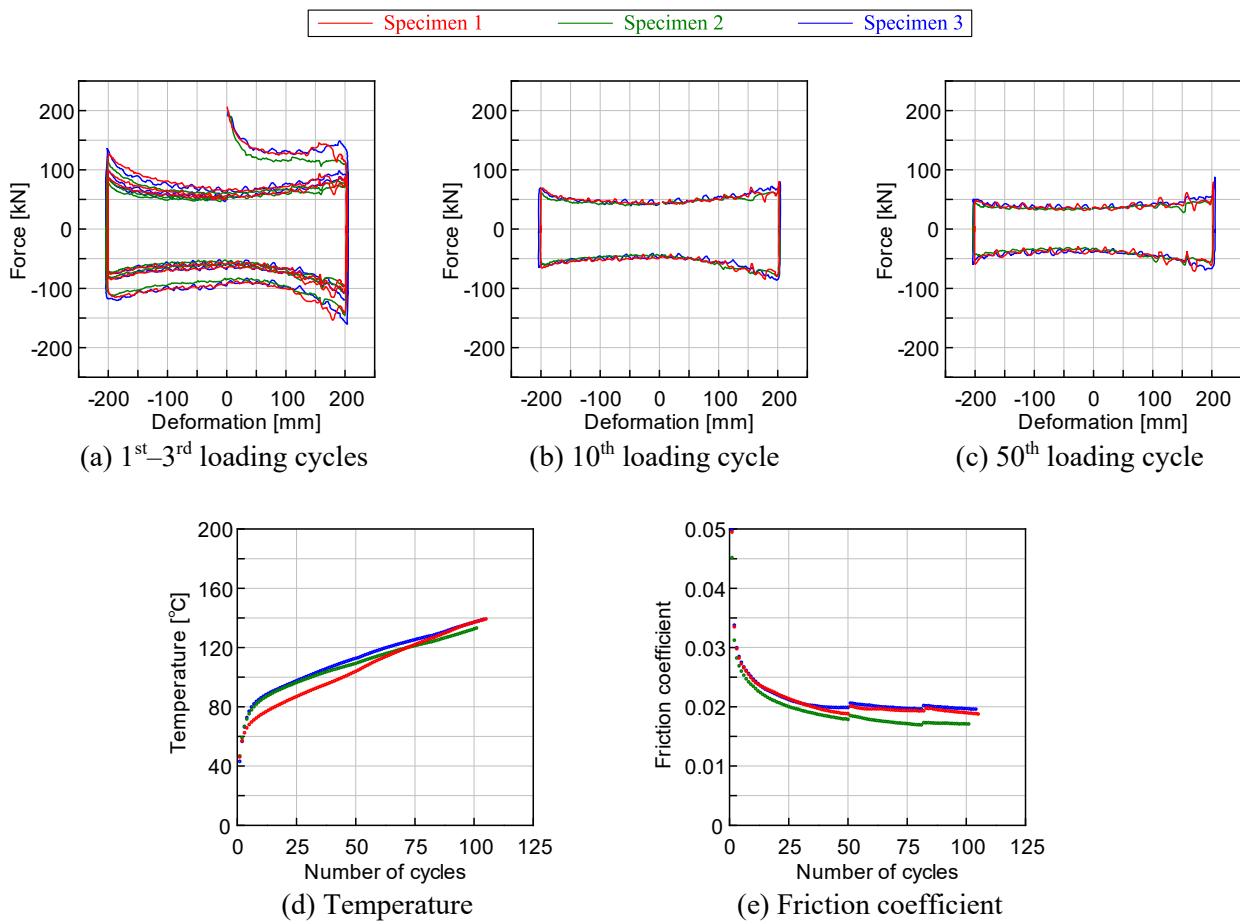 Specimen 1 Specimen 2 Specimen 3
200
100
0
-100
-200
Force [kN]
-200 -100 0 100 200
Deformation [mm]
(a) 1st–3rd loading cycles
200
100
0
-100
-200
Force [kN]
-200 -100 0 100 200
Deformation [mm]
(b) 10th loading cycle
200
100
0
-100
-200
Force [kN]
-200 -100 0 100 200
Deformation [mm]
(c) 50th loading cycle
200
160
120
80
40
0
Temperature [℃]
0 25 50 75 100 125
Number of cycles
(d) Temperature
0.05
0.04
0.03
0.02
0.01
0
Friction coefficient
0 25 50 75 100 125
Number of cycles
(e) Friction coefficient